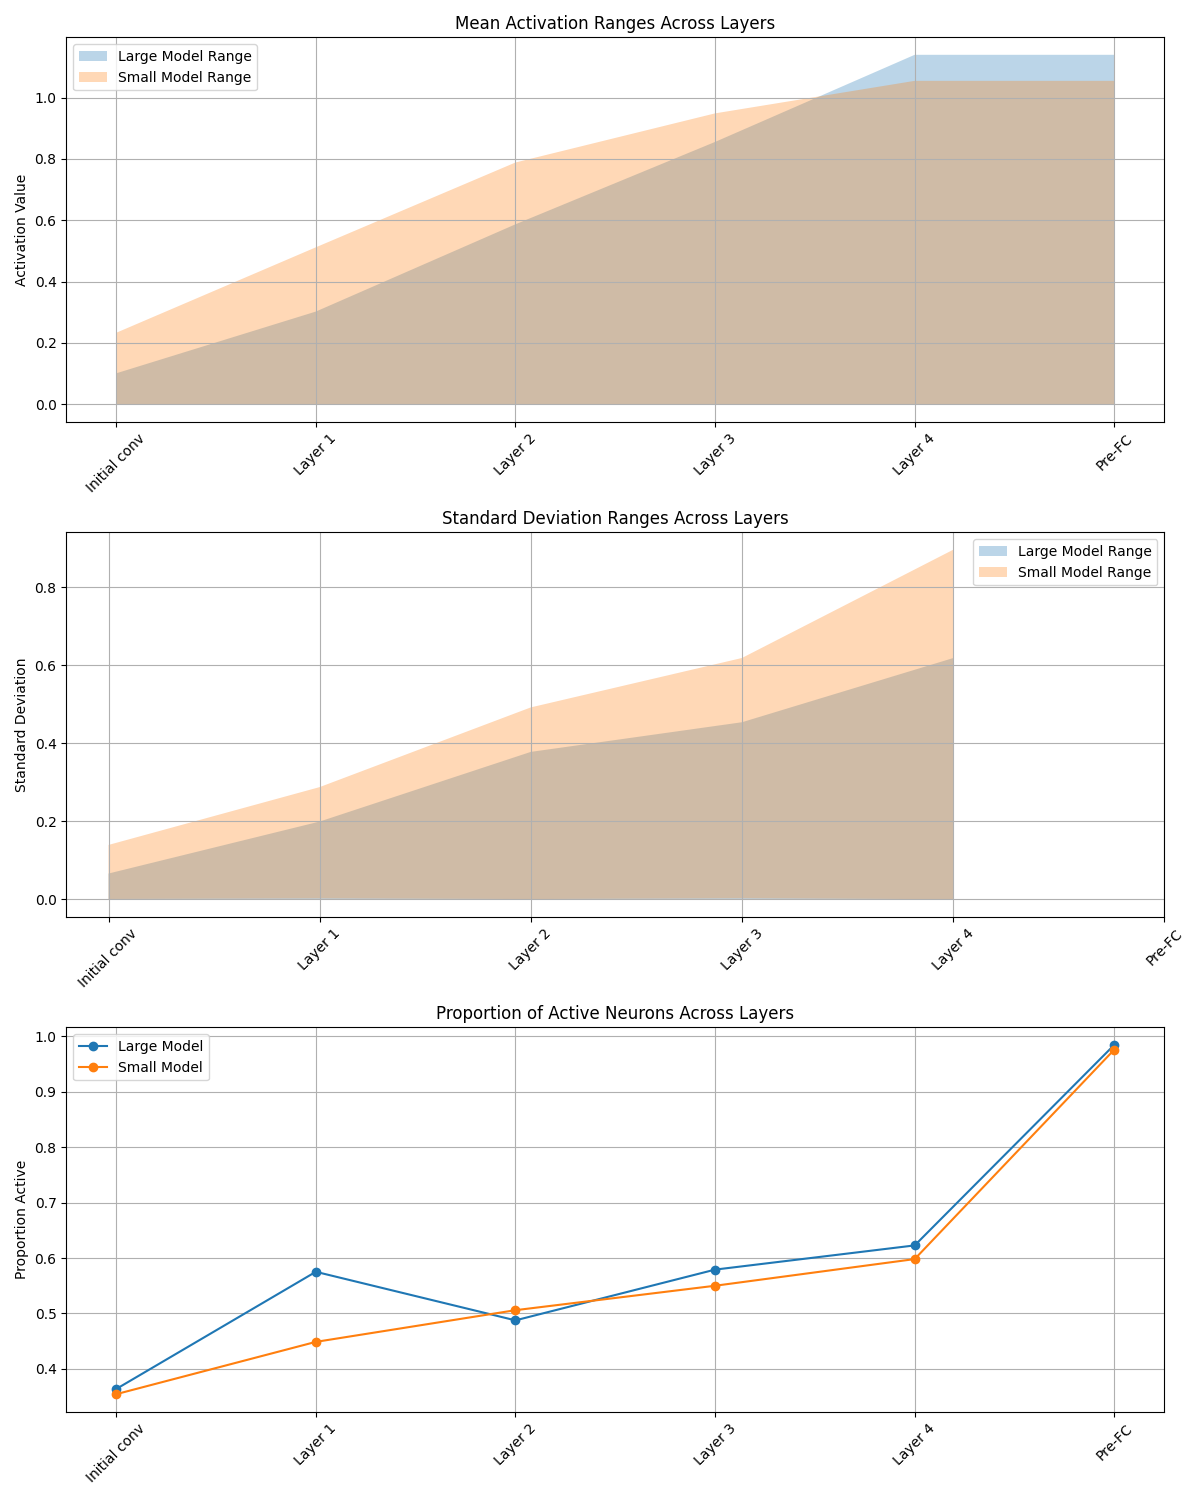 Mean Activation Ranges Across Layers
Large Model Range
Small Model Range
Activation Value
1.0
0.8
0.6
0.4
0.2
0.0
Initial conv
Layer 1
Layer 2
Layer 3
Layer 4
Pre-FC
Standard Deviation Ranges Across Layers
Large Model Range
Small Model Range
Standard Deviation
0.8
0.6
0.4
0.2
0.0
Initial conv
Layer 1
Layer 2
Layer 3
Layer 4
Pre-FC
Proportion of Active Neurons Across Layers
Large Model
Small Model
Proportion Active
1.0
0.9
0.8
0.7
0.6
0.5
0.4
Initial conv
Layer 1
Layer 2
Layer 3
Layer 4
Pre-FC